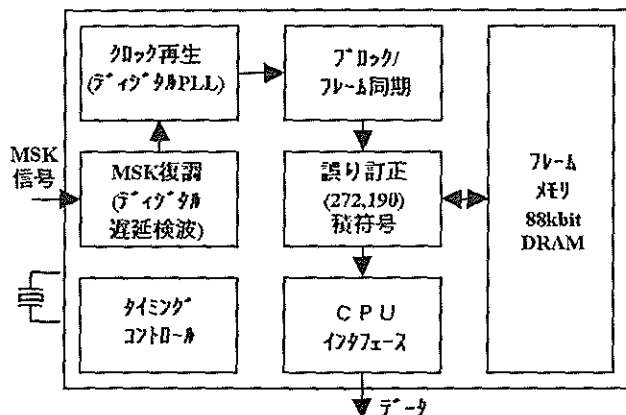 クロック再生
(ディジタルPLL)
ブロック/
フレーム同期
MSK
信号
MSK復調
(ディジタル
遅延検波)
誤り訂正
(272,190)
積符号
フレーム
メモリ
88kbit
DRAM
タイミング
コントロール
CPU
インタフェース
データ